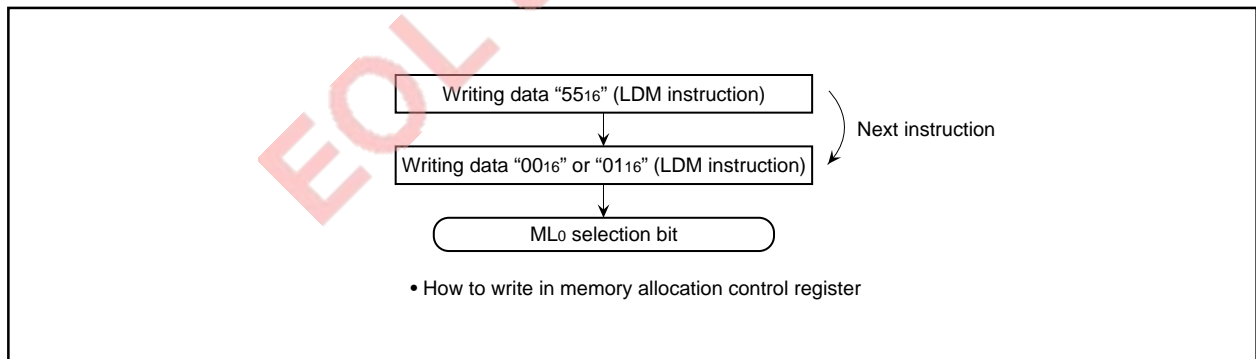 Writing data “5516” (LDM instruction)
Next instruction
Writing data “0016” or “0116” (LDM instruction)
ML0 selection bit
• How to write in memory allocation control register
EOL